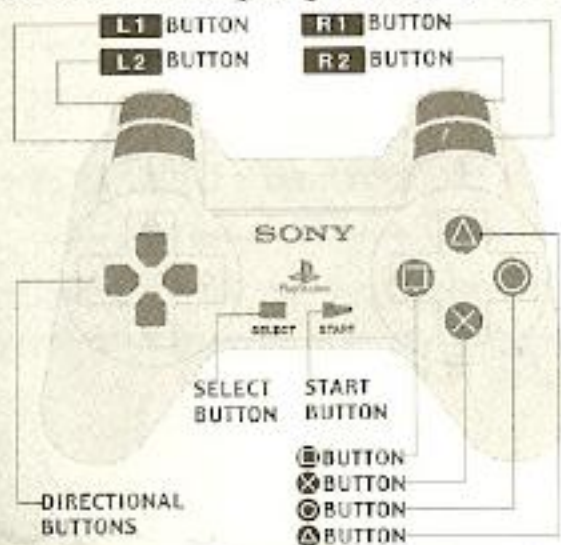 L1 BUTTON R1 BUTTON
L2 BUTTON R2 BUTTON
SONY
PlayStation
SELECT START
SELECT BUTTON
START BUTTON
BUTTON
BUTTON
BUTTON
BUTTON
DIRECTIONAL
BUTTONS